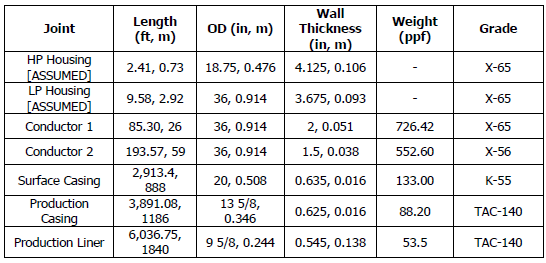 Joint | Length (ft, m) | OD (in, m) | Wall Thickness (in, m) | Weight (ppf) | Grade
HP Housing [ASSUMED] | 2.41, 0.73 | 18.75, 0.476 | 4.125, 0.106 | - | X-65
LP Housing [ASSUMED] | 9.58, 2.92 | 36, 0.914 | 3.675, 0.093 | - | X-65
Conductor 1 | 85.30, 26 | 36, 0.914 | 2, 0.051 | 726.42 | X-65
Conductor 2 | 193.57, 59 | 36, 0.914 | 1.5, 0.038 | 552.60 | X-56
Surface Casing | 2,913.4, 888 | 20, 0.508 | 0.635, 0.016 | 133.00 | K-55
Production Casing | 3,891.08, 1186 | 13 5/8, 0.346 | 0.625, 0.016 | 88.20 | TAC-140
Production Liner | 6,036.75, 1840 | 9 5/8, 0.244 | 0.545, 0.138 | 53.5 | TAC-140